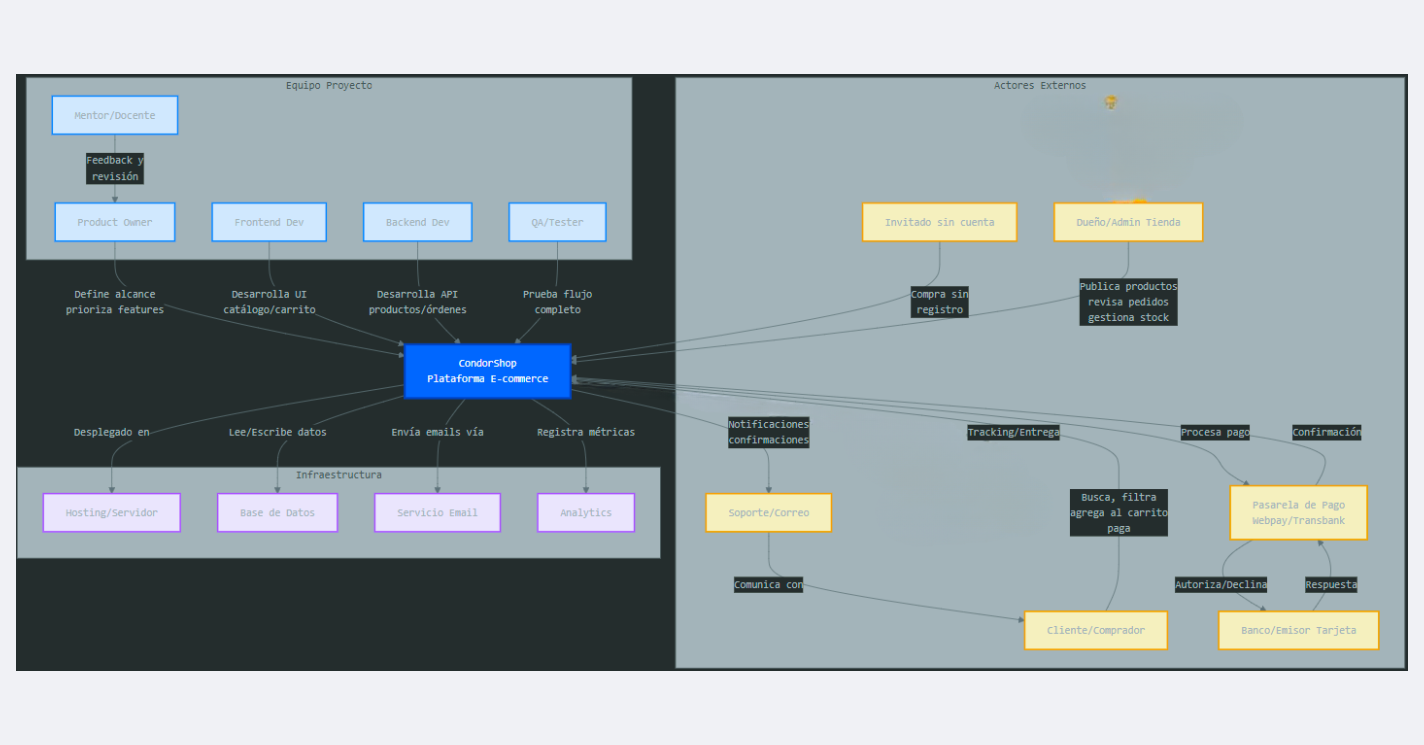 Equipo Proyecto
Actores Externos
Mentor/Docente
Feedback y
revisión
Product Owner
Frontend Dev
Backend Dev
QA/Tester
Invitado sin cuenta
Dueño/Admin Tienda
Define alcance
prioriza features
Desarrolla UI
catálogo/carrito
Desarrolla API
productos/órdenes
Prueba flujo
completo
Compra sin
registro
Publica productos
revisa pedidos
gestiona stock
CondorShop
Plataforma E-commerce
Desplegado en
Lee/Escribe datos
Envía emails vía
Registra métricas
Notificaciones
confirmaciones
Tracking/Entrega
Procesa pago
Confirmación
Infraestructura
Hosting/Servidor
Base de Datos
Servicio Email
Analytics
Soporte/Correo
Busca, filtra
agrega al carrito
paga
Pasarela de Pago
Webpay/Transbank
Comunica con
Autoriza/Declina
Respuesta
Cliente/Comprador
Banco/Emisor Tarjeta